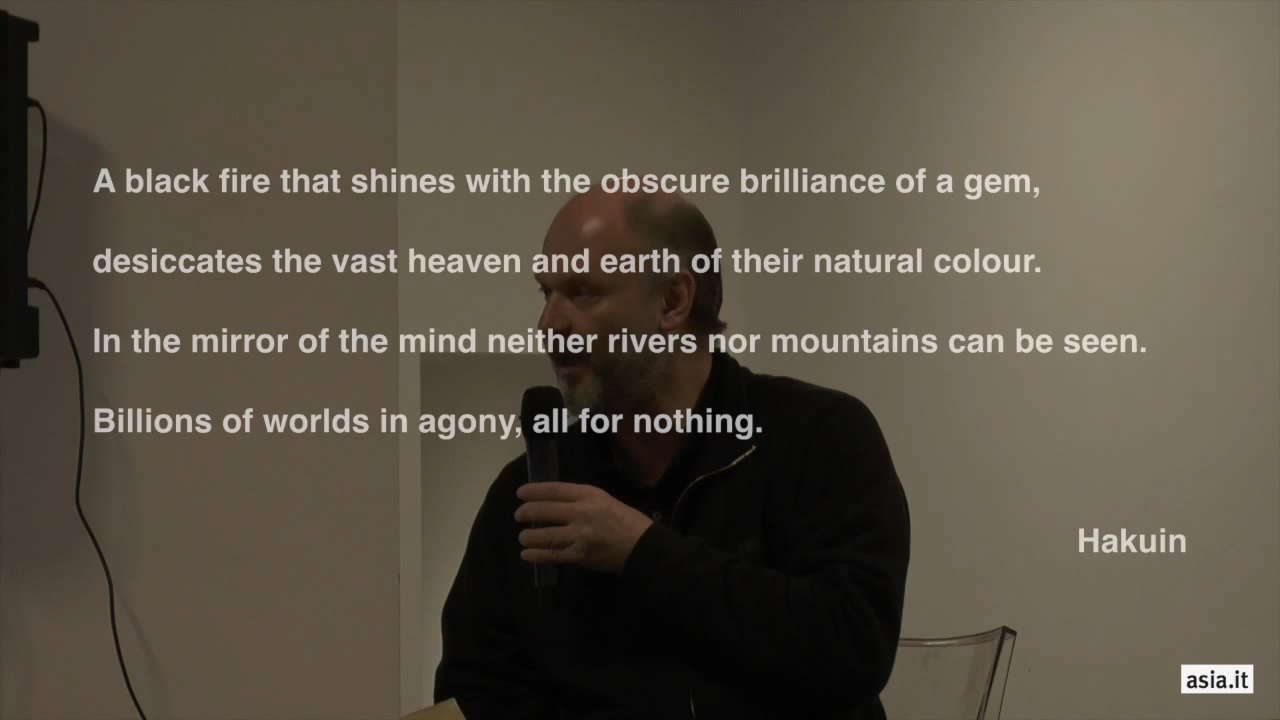 A black fire that shines with the obscure brilliance of a gem,
desiccates the vast heaven and earth of their natural colour.
In the mirror of the mind neither rivers nor mountains can be seen.
Billions of worlds in agony, all for nothing.
Hakuin
asia.it